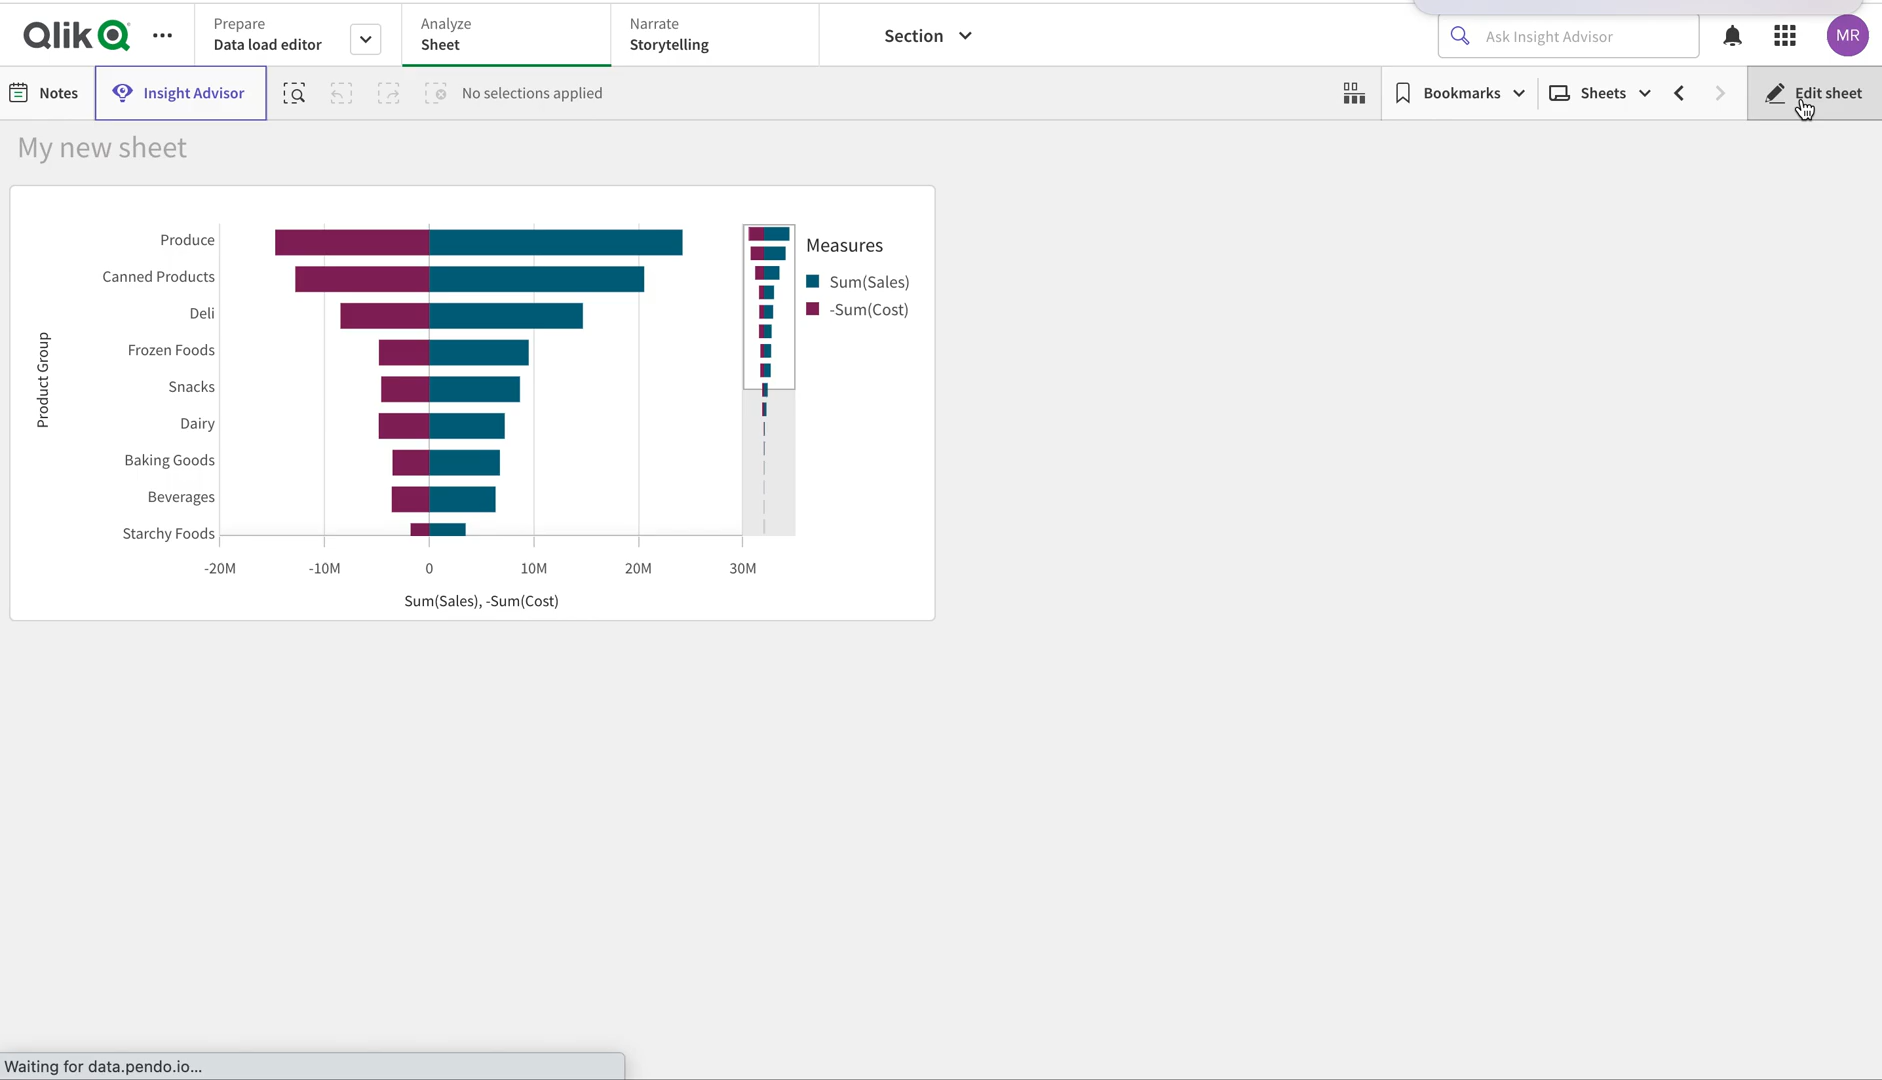 Qlik
Prepare
Data load editor
Analyze
Sheet
Narrate
Storytelling
Section
Ask Insight Advisor
MR
Notes
Insight Advisor
No selections applied
Bookmarks
Sheets
Edit sheet
My new sheet
Product Group
Produce
Canned Products
Deli
Frozen Foods
Snacks
Dairy
Baking Goods
Beverages
Starchy Foods
-20M
-10M
0
10M
20M
30M
Sum(Sales), -Sum(Cost)
Measures
Sum(Sales)
-Sum(Cost)
Waiting for data.pendo.io...